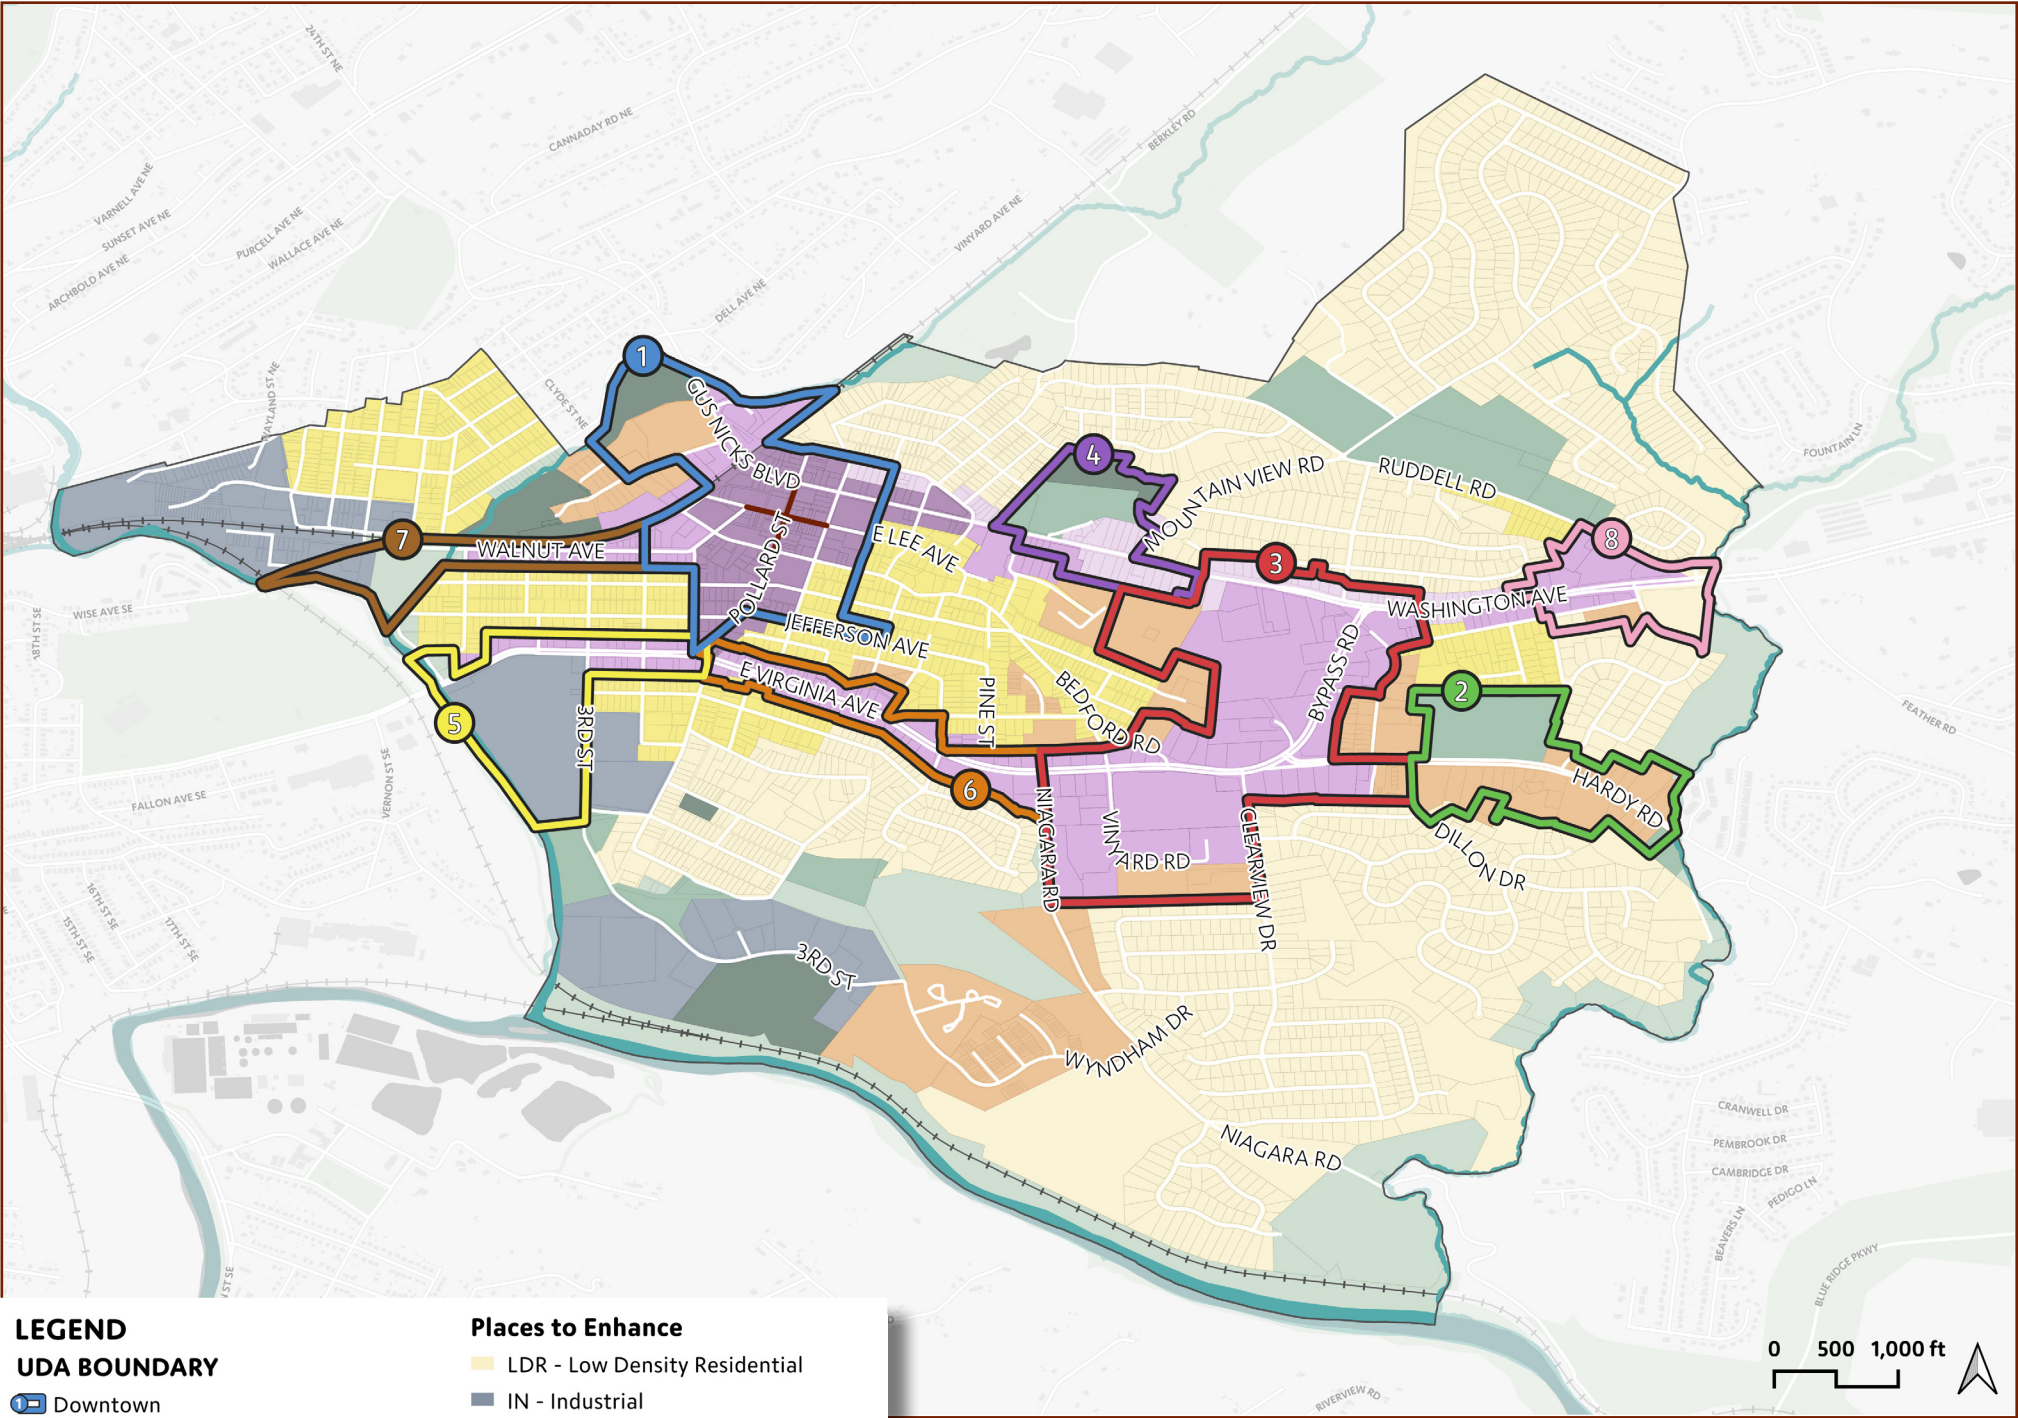 24TH ST NE
CANNADAY RD NE
BERKLEY RD
VARNELL AVE NE
SUNSET AVE NE
PURCELL AVE NE
WALLACE AVE NE
ARCHBOLD AVE NE
VINYARD AVE NE
DELL AVE NE
WAYLAND ST NE
CLYDE ST NE
1
GUS NICKS BLVD
4
MOUNTAIN VIEW RD
RUDDELL RD
FOUNTAIN LN
7
WALNUT AVE
POLLARD ST
E LEE AVE
3
8
WASHINGTON AVE
WISE AVE SE
18TH ST SE
JEFFERSON AVE
E VIRGINIA AVE
PINE ST
BEDFORD RD
BYPASS RD
2
FEATHER RD
5
3RD ST
6
HARDY RD
FALLON AVE SE
VERNON ST SE
NIAGARA RD
VINYARD RD
CLEARVIEW DR
DILLON DR
16TH ST SE
15TH ST SE
17TH ST SE
3RD ST
WYNDHAM DR
NIAGARA RD
CRANWELL DR
PEMBROOK DR
CAMBRIDGE DR
PEDIGO LN
BEAVERS LN
BLUE RIDGE PKWY
RIVERVIEW RD
LEGEND
UDA BOUNDARY
1 Downtown
Places to Enhance
LDR - Low Density Residential
IN - Industrial
0 500 1,000 ft